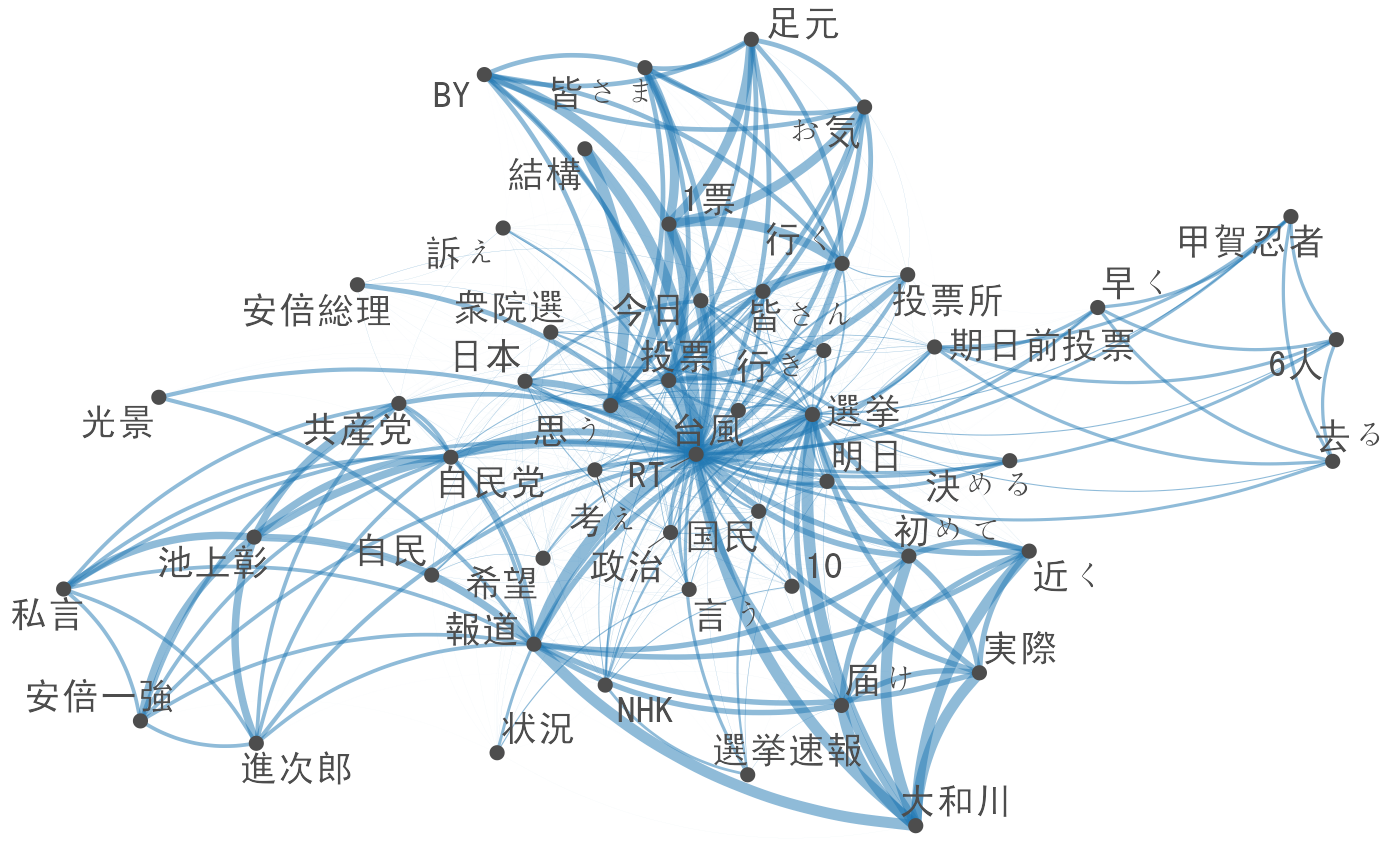 足元
BY
皆さま
お気
結構
1票
行く
訴え
甲賀忍者
早く
安倍総理
衆院選
今日
皆さん
投票所
日本
投票
行き
期日前投票
6人
光景
共産党
思う
台風
選挙
去る
自民党
RT
明日
決める
考え
国民
初めて
池上彰
自民
希望
政治
10
近く
私言
報道
言う
実際
安倍一強
NHK
届け
状況
選挙速報
進次郎
大和川